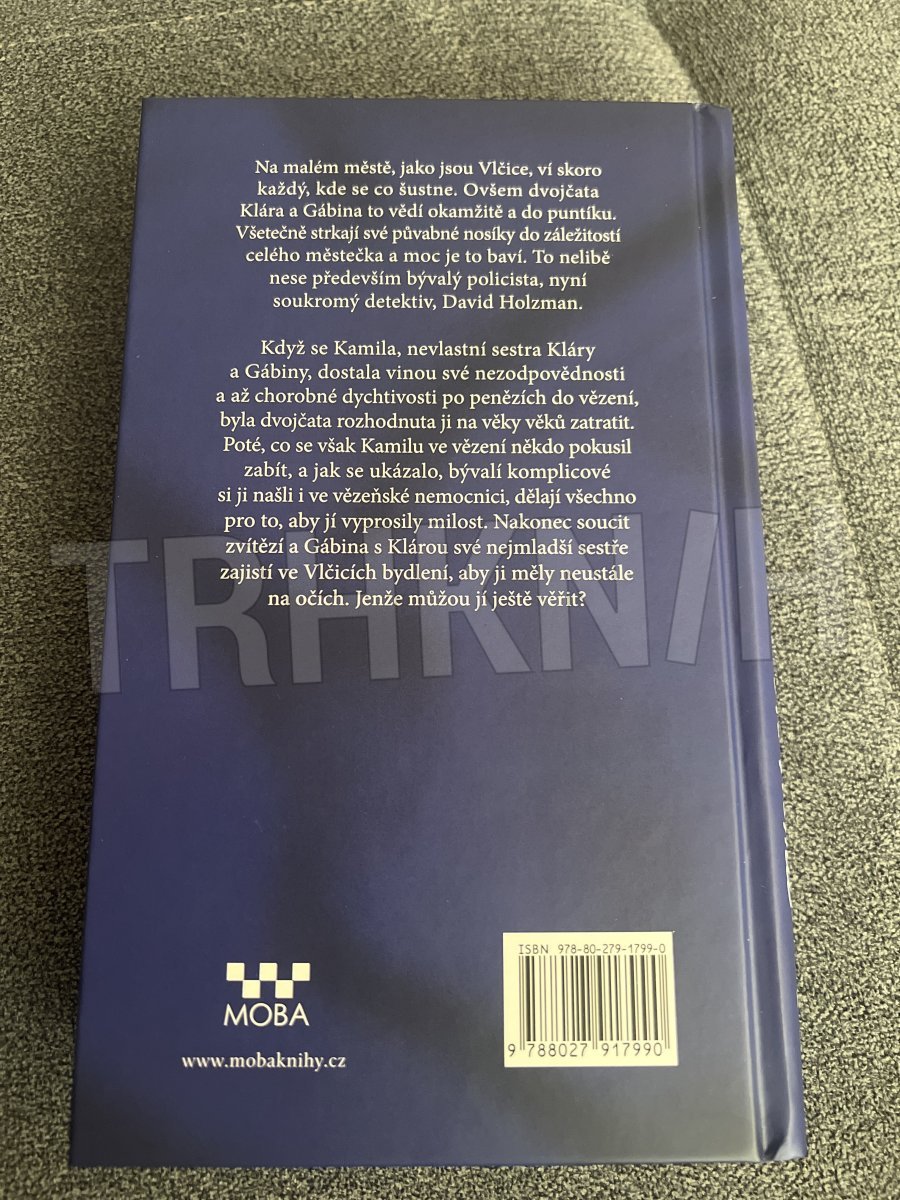 Na malém městě, jako jsou Vlčice, ví skoro
každý, kde se co šustne. Ovšem dvojčata
Klára a Gábina to vědí okamžitě a do puntíku.
Všetečně strkají své půvabné nosíky do záležitostí
celého městečka a moc je to baví. To nelibě
nese především bývalý policista, nyní
soukromý detektiv, David Holzman.
Když se Kamila, nevlastní sestra Kláry
a Gábiny, dostala vinou své nezodpovědnosti
a až chorobné dychtivosti po penězích do vězení,
byla dvojčata rozhodnuta ji na věky věků zatratit.
Poté, co se však Kamilu ve vězení někdo pokusil
zabít, a jak se ukázalo, bývalí komplicové
si ji našli i ve vězeňské nemocnici, dělají všechno
pro to, aby jí vyprosily milost. Nakonec soucit
zvítězí a Gábina s Klárou své nejmladší sestře
zajistí ve Vlčicích bydlení, aby ji měly neustále
na očích. Jenže můžou jí ještě věřit?
TRHKNIH
ISBN 978-80-279-1799-0
9 788027 917990
MOBA
www.mobaknihy.cz